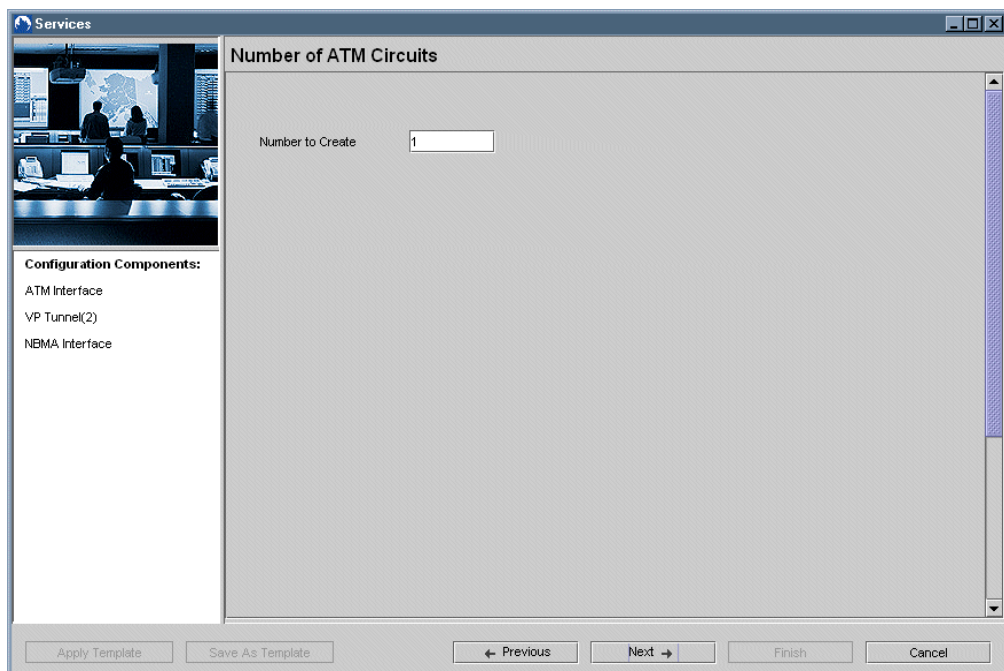 Services
Number of ATM Circuits
Number to Create
1
Configuration Components:
ATM Interface
VP Tunnel(2)
NBMA Interface
Apply Template
Save As Template
← Previous
Next →
Finish
Cancel